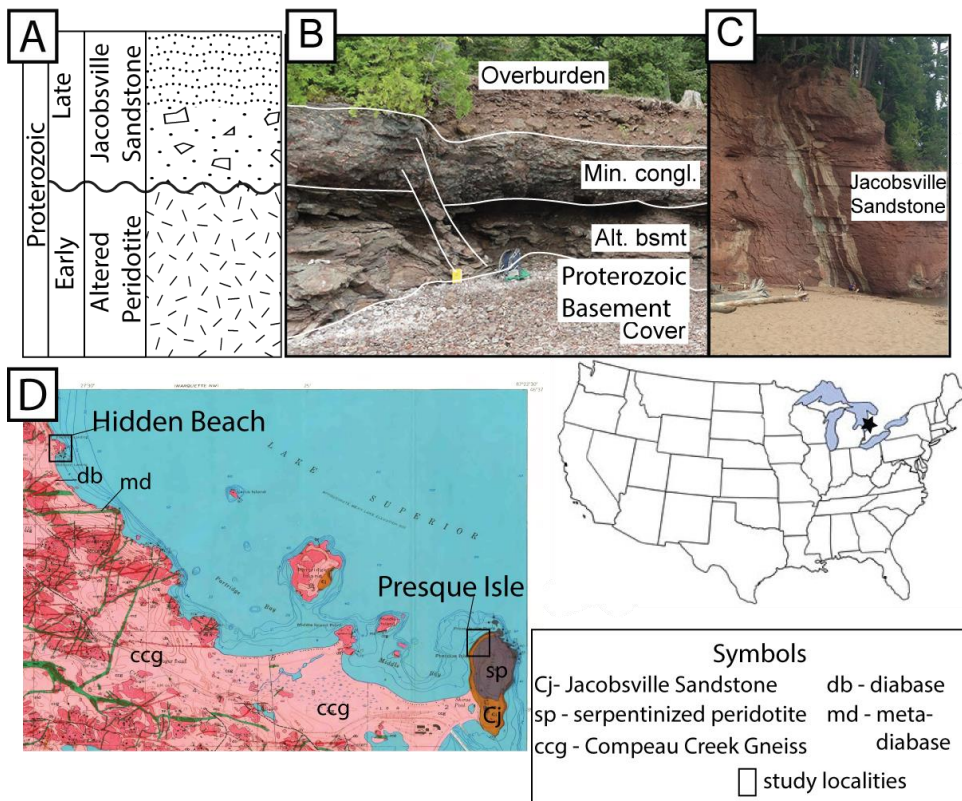 A
Proterozoic
Late
Early
Jacobsville
Sandstone
Altered
Peridotite
B
Overburden
Min. congl.
Alt. bsmt
Proterozoic
Basement
Cover
C
Jacobsville
Sandstone
D
Hidden Beach
db
md
LAKE SUPERIOR
Presque Isle
ccg
ccg
sp
Cj
Symbols
Cj- Jacobsville Sandstone
sp - serpentinized peridotite
ccg - Compeau Creek Gneiss
db - diabase
md - meta-
diabase
study localities